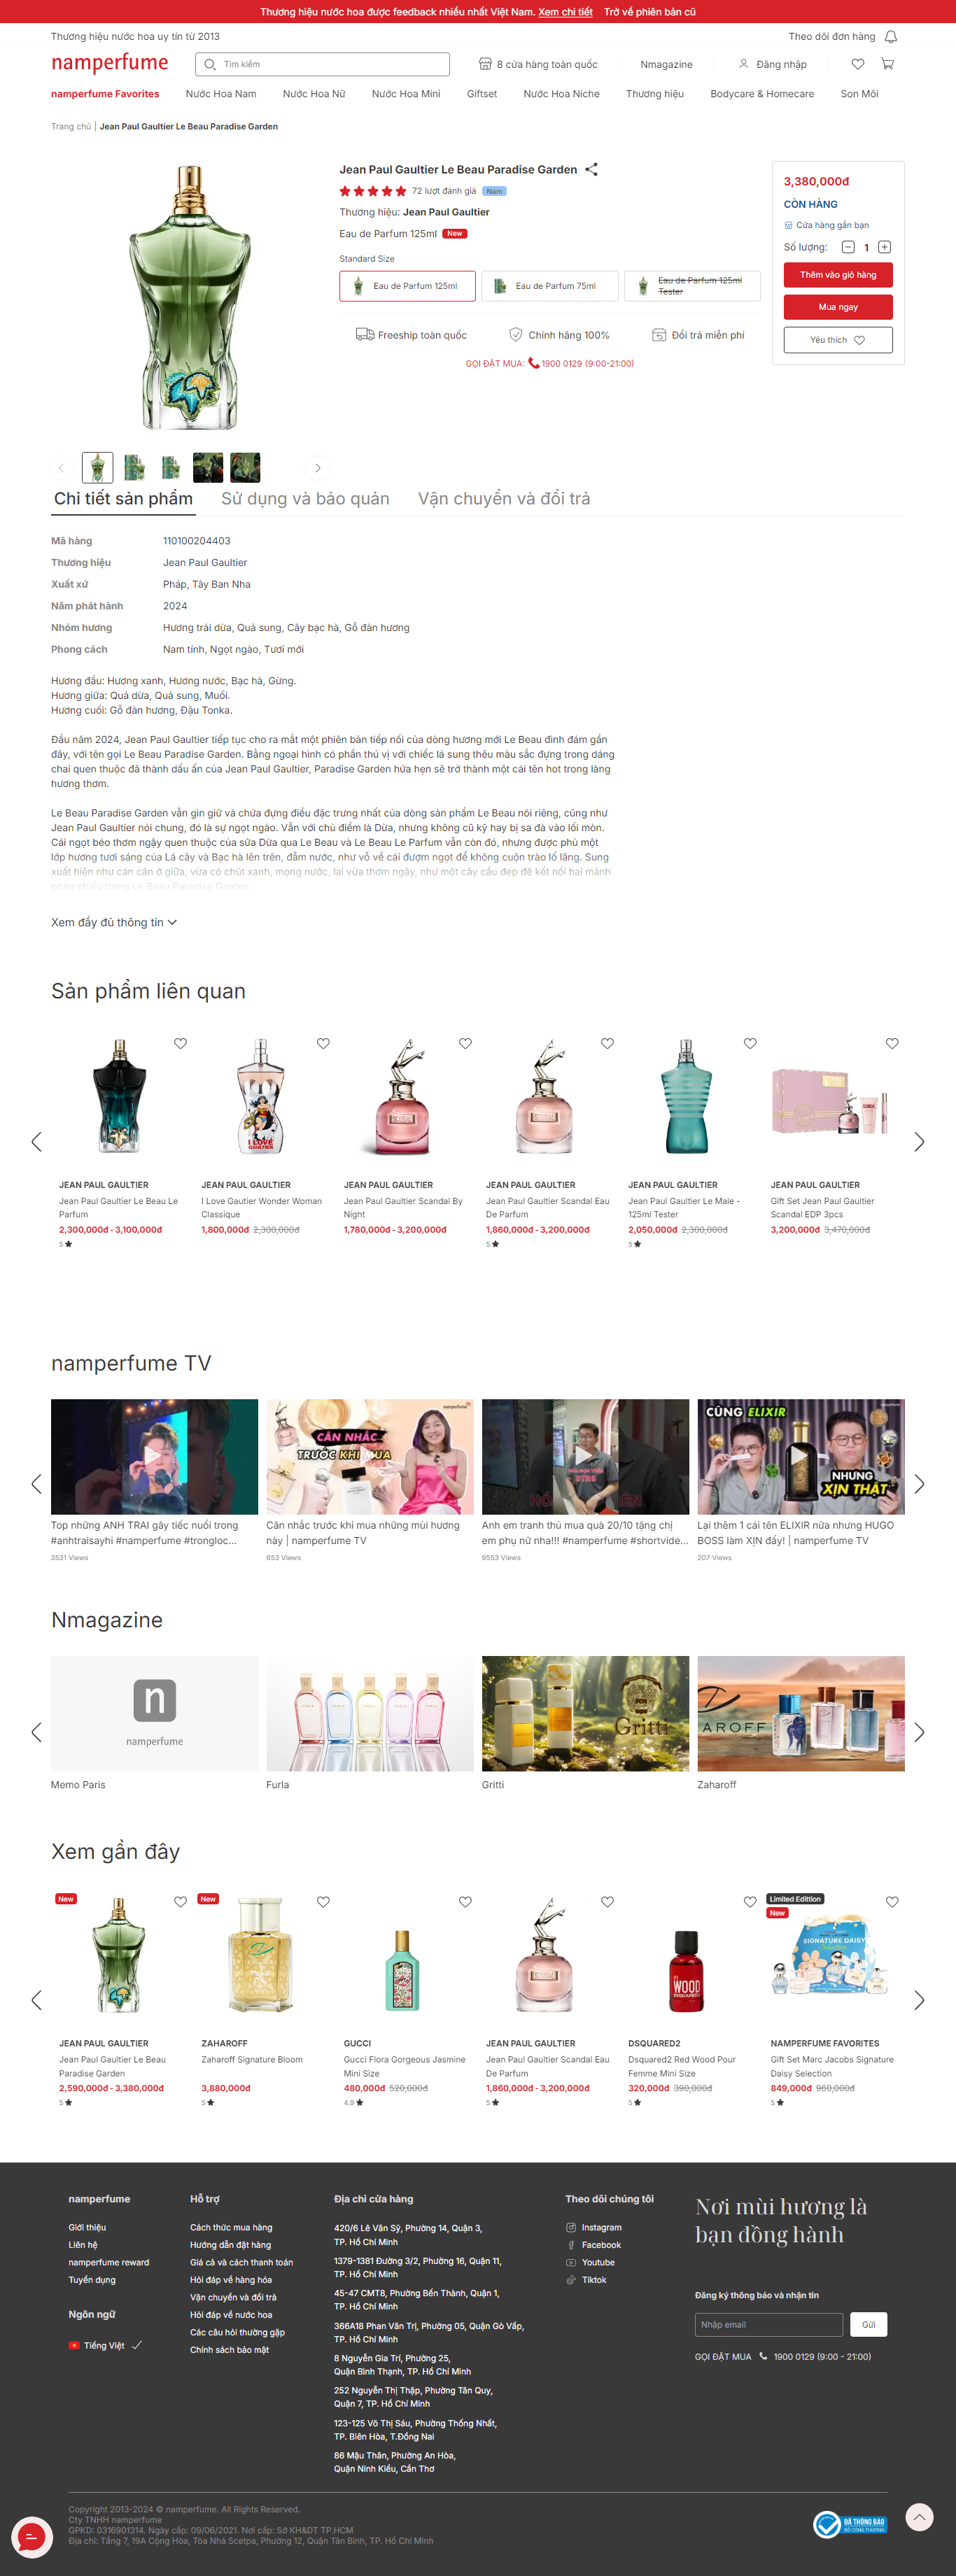 Thương hiệu nước hoa được feedback nhiều nhất Việt Nam. Xem chi tiết Trở về phiên bản cũ
Thương hiệu nước hoa uy tín từ 2013
Theo dõi đơn hàng
namperfume
Tìm kiếm
8 cửa hàng toàn quốc
Nmagazine
Đăng nhập
namperfume Favorites
Nước Hoa Nam
Nước Hoa Nữ
Nước Hoa Mini
Giftset
Nước Hoa Niche
Thương hiệu
Bodycare & Homecare
Son Môi
Trang chủ | Jean Paul Gaultier Le Beau Paradise Garden
Jean Paul Gaultier Le Beau Paradise Garden
72 lượt đánh giá Nam
Thương hiệu: Jean Paul Gaultier
Eau de Parfum 125ml New
Standard Size
Eau de Parfum 125ml
Eau de Parfum 75ml
Eau de Parfum 125ml
Tester
Freeship toàn quốc
Chính hãng 100%
Đổi trả miễn phí
GỌI ĐẶT MUA: 1900 0129 (9:00-21:00)
3,380,000đ
CÒN HÀNG
Cửa hàng gần bạn
Số lượng: 1
Thêm vào giỏ hàng
Mua ngay
Yêu thích
Chi tiết sản phẩm
Sử dụng và bảo quản
Vận chuyển và đổi trả
Mã hàng 110100204403
Thương hiệu Jean Paul Gaultier
Xuất xứ Pháp, Tây Ban Nha
Năm phát hành 2024
Nhóm hương Hương trái dừa, Quả sung, Cây bạc hà, Gỗ đàn hương
Phong cách Nam tính, Ngọt ngào, Tươi mới
Hương đầu: Hương xanh, Hương nước, Bạc hà, Gừng.
Hương giữa: Quả dừa, Quả sung, Muối.
Hương cuối: Gỗ đàn hương, Đậu Tonka.
Đầu năm 2024, Jean Paul Gaultier tiếp tục cho ra mắt một phiên bản tiếp nối của dòng hương mới Le Beau đình đám gần
đây, với tên gọi Le Beau Paradise Garden. Bằng ngoại hình có phần thú vị với chiếc lá sung thêu màu sắc đựng trong dáng
chai quen thuộc đã thành dấu ấn của Jean Paul Gaultier, Paradise Garden hứa hẹn sẽ trở thành một cái tên hot trong làng
hương thơm.
Le Beau Paradise Garden vẫn gìn giữ và chứa đựng điều đặc trưng nhất của dòng sản phẩm Le Beau nói riêng, cũng như
Jean Paul Gaultier nói chung, đó là sự ngọt ngào. Vẫn với chủ điểm là Dừa, nhưng không cũ kỹ hay bị sa đà vào lối mòn.
Cái ngọt béo thơm ngậy quen thuộc của sữa Dừa qua Le Beau và Le Beau Le Parfum vẫn còn đó, nhưng được phủ một
lớp hương tươi sáng của Lá cây và Bạc hà lên trên, đẫm nước, như vỗ về cái đượm ngọt để không cuộn trào lố lăng. Sung
xuất hiện như cán cân ở giữa, vừa có chút xanh, mọng nước, lại vừa thơm ngậy, như một cây cầu đẹp đẽ kết nối hai mảnh
phản chiếu trong Le Beau Paradise Garden.
Xem đầy đủ thông tin
Sản phẩm liên quan
JEAN PAUL GAULTIER
Jean Paul Gaultier Le Beau Le
Parfum
2,300,000đ - 3,100,000đ
5
JEAN PAUL GAULTIER
I Love Gautier Wonder Woman
Classique
1,800,000đ 2,300,000đ
JEAN PAUL GAULTIER
Jean Paul Gaultier Scandal By
Night
1,780,000đ - 3,200,000đ
JEAN PAUL GAULTIER
Jean Paul Gaultier Scandal Eau
De Parfum
1,860,000đ - 3,200,000đ
5
JEAN PAUL GAULTIER
Jean Paul Gaultier Le Male -
125ml Tester
2,050,000đ 2,300,000đ
5
JEAN PAUL GAULTIER
Gift Set Jean Paul Gaultier
Scandal EDP 3pcs
3,200,000đ 3,470,000đ
namperfume TV
CÂN NHẮC
TRƯỚC KHI MUA
CÙNG ELIXIR
NHƯNG
XỊN THẬT
Top những ANH TRAI gây tiếc nuối trong
#anhtraisayhi #namperfume #trongloc...
3531 Views
Cân nhắc trước khi mua những mùi hương
này | namperfume TV
653 Views
Anh em tranh thủ mua quà 20/10 tặng chị
em phụ nữ nha!!! #namperfume #shortvide...
9553 Views
Lại thêm 1 cái tên ELIXIR nữa nhưng HUGO
BOSS làm XỊN đấy! | namperfume TV
207 Views
Nmagazine
n
namperfume
Gritti
AROFF
Memo Paris
Furla
Gritti
Zaharoff
Xem gần đây
New
JEAN PAUL GAULTIER
Jean Paul Gaultier Le Beau
Paradise Garden
2,590,000đ - 3,380,000đ
5
New
ZAHAROFF
Zaharoff Signature Bloom
3,880,000đ
5
GUCCI
Gucci Flora Gorgeous Jasmine
Mini Size
480,000đ 520,000đ
4.9
JEAN PAUL GAULTIER
Jean Paul Gaultier Scandal Eau
De Parfum
1,860,000đ - 3,200,000đ
5
WOOD
DSQUARED2
Dsquared2 Red Wood Pour
Femme Mini Size
320,000đ 390,000đ
5
Limited Edittion
New
SIGNATURE DAISY
NAMPERFUME FAVORITES
Gift Set Marc Jacobs Signature
Daisy Selection
849,000đ 960,000đ
5
namperfume
Giới thiệu
Liên hệ
namperfume reward
Tuyển dụng
Ngôn ngữ
Tiếng Việt
Hỗ trợ
Cách thức mua hàng
Hướng dẫn đặt hàng
Giá cả và cách thanh toán
Hỏi đáp về hàng hóa
Vận chuyển và đổi trả
Hỏi đáp về nước hoa
Các câu hỏi thường gặp
Chính sách bảo mật
Địa chỉ cửa hàng
420/6 Lê Văn Sỹ, Phường 14, Quận 3,
TP. Hồ Chí Minh
1379-1381 Đường 3/2, Phường 16, Quận 11,
TP. Hồ Chí Minh
45-47 CMT8, Phường Bến Thành, Quận 1,
TP. Hồ Chí Minh
366A18 Phan Văn Trị, Phường 05, Quận Gò Vấp,
TP. Hồ Chí Minh
8 Nguyễn Gia Trí, Phường 25,
Quận Bình Thạnh, TP. Hồ Chí Minh
252 Nguyễn Thị Thập, Phường Tân Quy,
Quận 7, TP. Hồ Chí Minh
123-125 Võ Thị Sáu, Phường Thống Nhất,
TP. Biên Hòa, T.Đồng Nai
86 Mậu Thân, Phường An Hòa,
Quận Ninh Kiều, Cần Thơ
Theo dõi chúng tôi
Instagram
Facebook
Youtube
Tiktok
Nơi mùi hương là
bạn đồng hành
Đăng ký thông báo và nhận tin
Nhập email
Gửi
GỌI ĐẶT MUA 1900 0129 (9:00 - 21:00)
Copyright 2013-2024 © namperfume. All Rights Reserved.
Cty TNHH namperfume
GPKD: 0316901314. Ngày cấp: 09/06/2021. Nơi cấp: Sở KH&DT TP.HCM
Địa chỉ: Tầng 7, 19A Cộng Hòa, Tòa Nhà Scetpa, Phường 12, Quận Tân Bình, TP. Hồ Chí Minh
ĐÃ THÔNG BÁO
BỘ CÔNG THƯƠNG